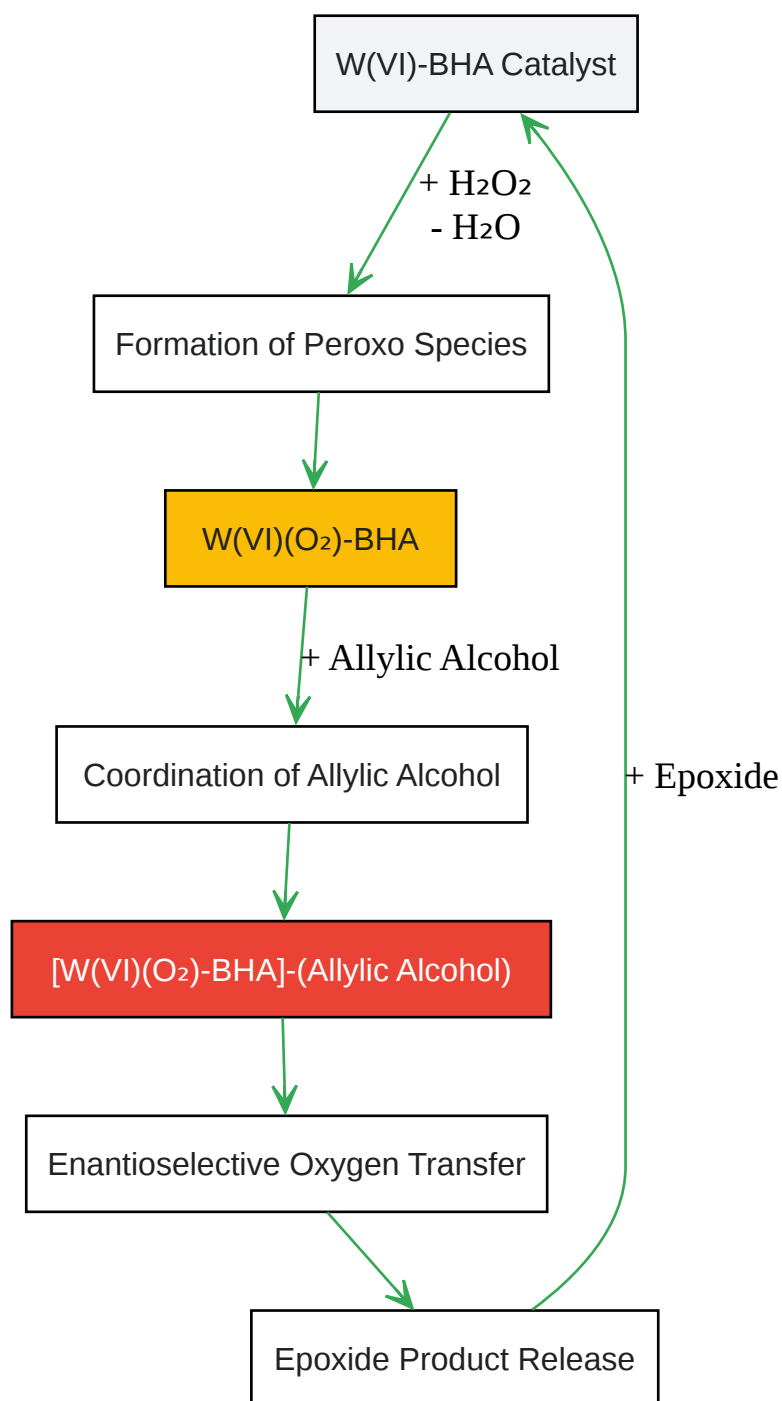 W(VI)-BHA Catalyst
+ H₂O₂
- H₂O
Formation of Peroxo Species
W(VI)(O₂)-BHA
+ Allylic Alcohol
Coordination of Allylic Alcohol
+ Epoxide
[W(VI)(O₂)-BHA]-(Allylic Alcohol)
Enantioselective Oxygen Transfer
Epoxide Product Release